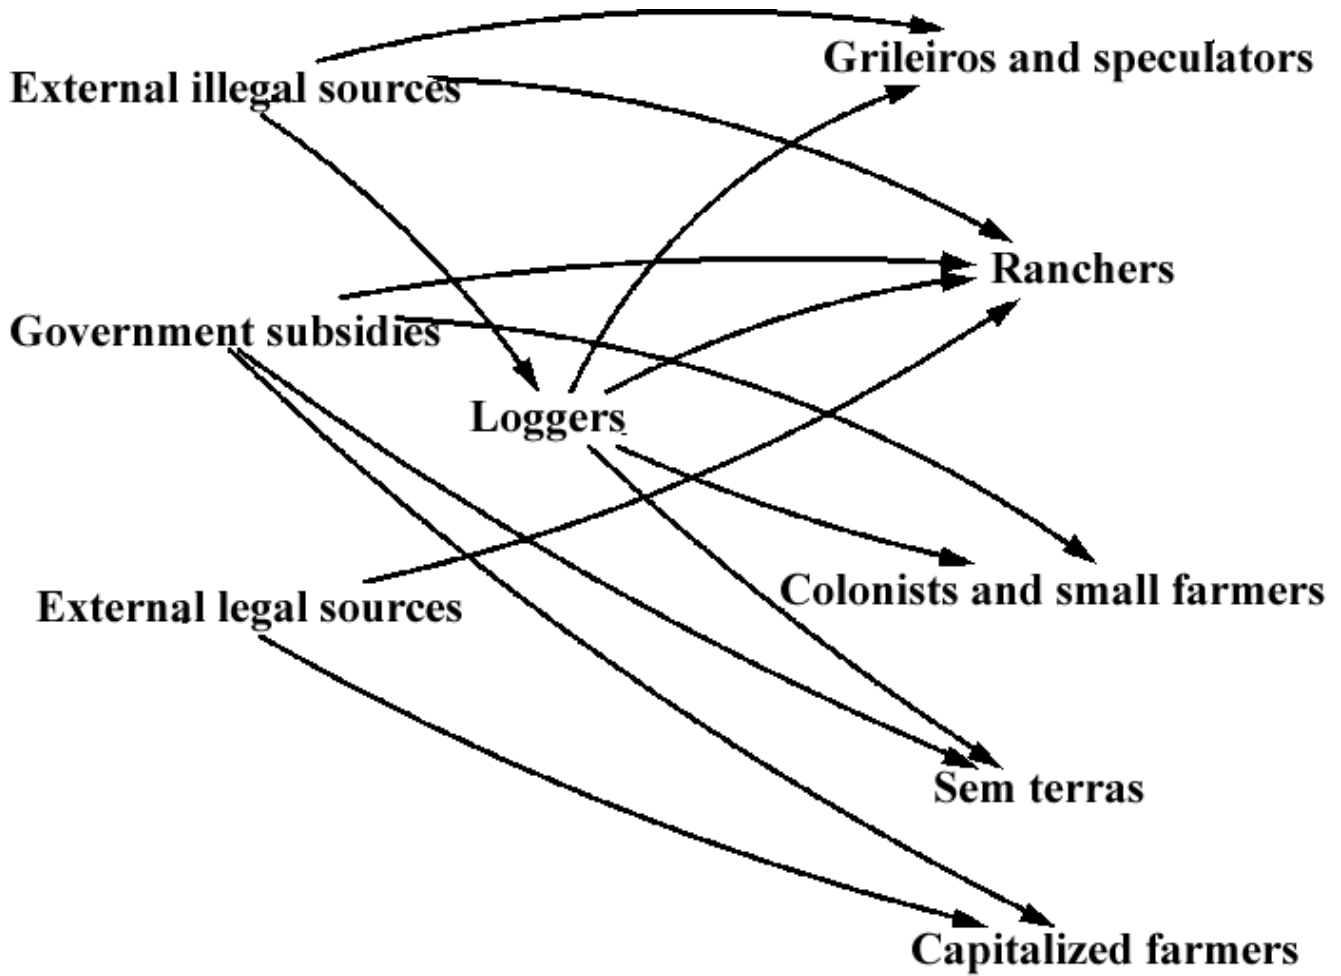 External illegal sources
Grileiros and speculators
Ranchers
Government subsidies
Loggers
External legal sources
Colonists and small farmers
Sem terras
Capitalized farmers